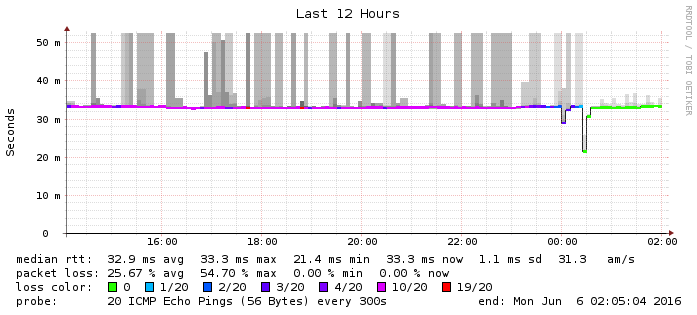 Last 12 Hours
RRDTOOL / TOBI OETIKER
Seconds
50 m
40 m
30 m
20 m
10 m
0
16:00 18:00 20:00 22:00 00:00 02:00
median rtt: 32.9 ms avg 33.3 ms max 21.4 ms min 33.3 ms now 1.1 ms sd 31.3 am/s
packet loss: 25.67 % avg 54.70 % max 0.00 % min 0.00 % now
loss color: 0 1/20 2/20 3/20 4/20 10/20 19/20
probe: 20 ICMP Echo Pings (56 Bytes) every 300s end: Mon Jun 6 02:05:04 2016